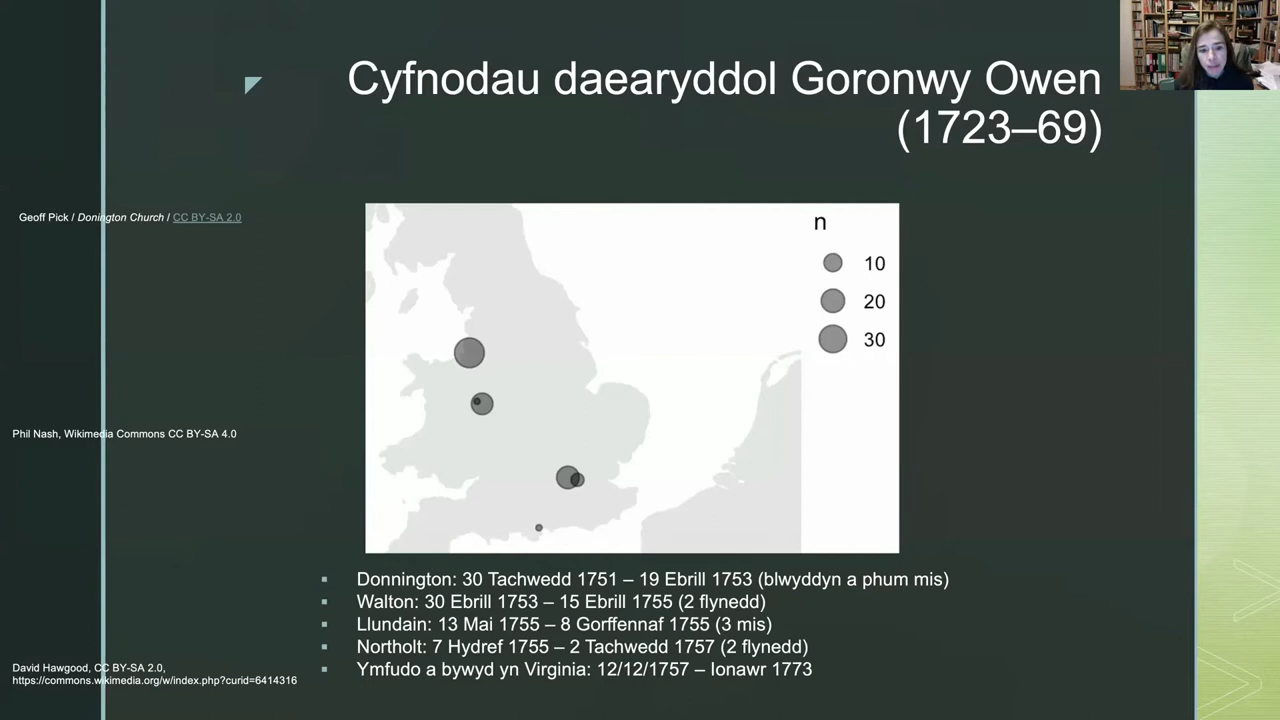 Cyfnodau daearyddol Goronwy Owen
(1723–69)
Geoff Pick / Donington Church / CC BY-SA 2.0
n
10
20
30
Phil Nash, Wikimedia Commons CC BY-SA 4.0
▪ Donnington: 30 Tachwedd 1751 – 19 Ebrill 1753 (blwyddyn a phum mis)
▪ Walton: 30 Ebrill 1753 – 15 Ebrill 1755 (2 flynedd)
▪ Llundain: 13 Mai 1755 – 8 Gorffennaf 1755 (3 mis)
▪ Northolt: 7 Hydref 1755 – 2 Tachwedd 1757 (2 flynedd)
▪ Ymfudo a bywyd yn Virginia: 12/12/1757 – Ionawr 1773
David Hawgood, CC BY-SA 2.0,
https://commons.wikimedia.org/w/index.php?curid=6414316